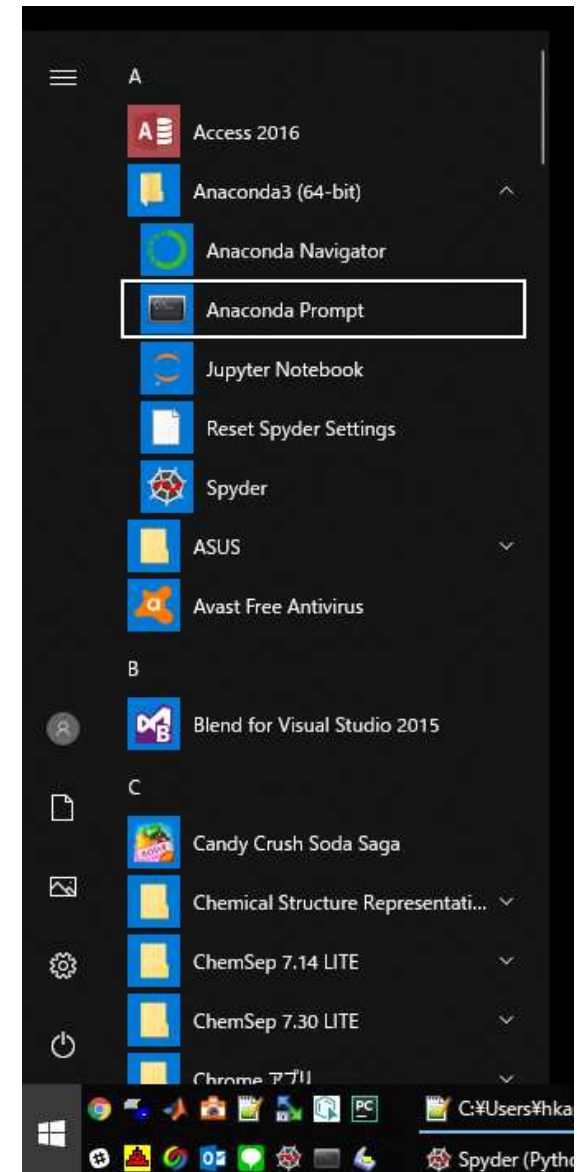 A
Access 2016
Anaconda3 (64-bit)
Anaconda Navigator
Anaconda Prompt
Jupyter Notebook
Reset Spyder Settings
Spyder
ASUS
Avast Free Antivirus
B
Blend for Visual Studio 2015
C
Candy Crush Soda Saga
Chemical Structure Representati...
ChemSep 7.14 LITE
ChemSep 7.30 LITE
Chrome アプリ
C:¥Users¥hka
Spyder (Pytho